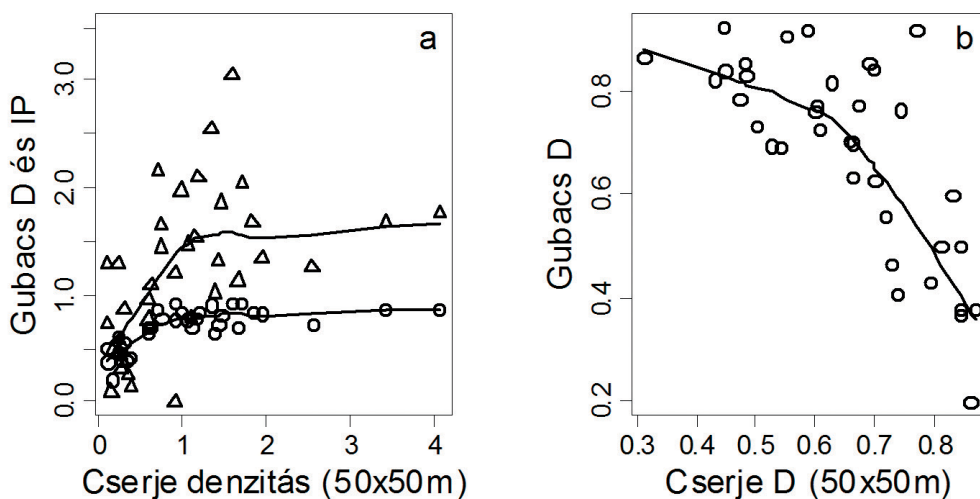 a
Gubacs D és IP
0.0 1.0 2.0 3.0
0 1 2 3 4
Cserje denzitás (50x50m)
b
Gubacs D
0.2 0.4 0.6 0.8
0.3 0.4 0.5 0.6 0.7 0.8
Cserje D (50x50m)